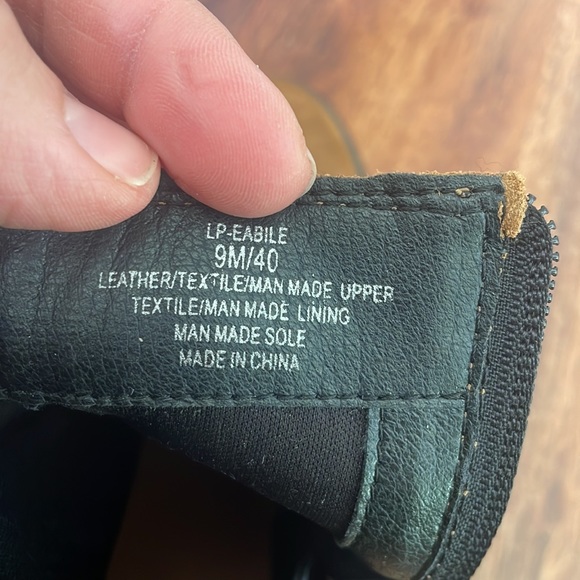 LP-EABILE
9M/40
LEATHER/TEXTILE/MAN MADE UPPER
TEXTILE/MAN MADE LINING
MAN MADE SOLE
MADE IN CHINA